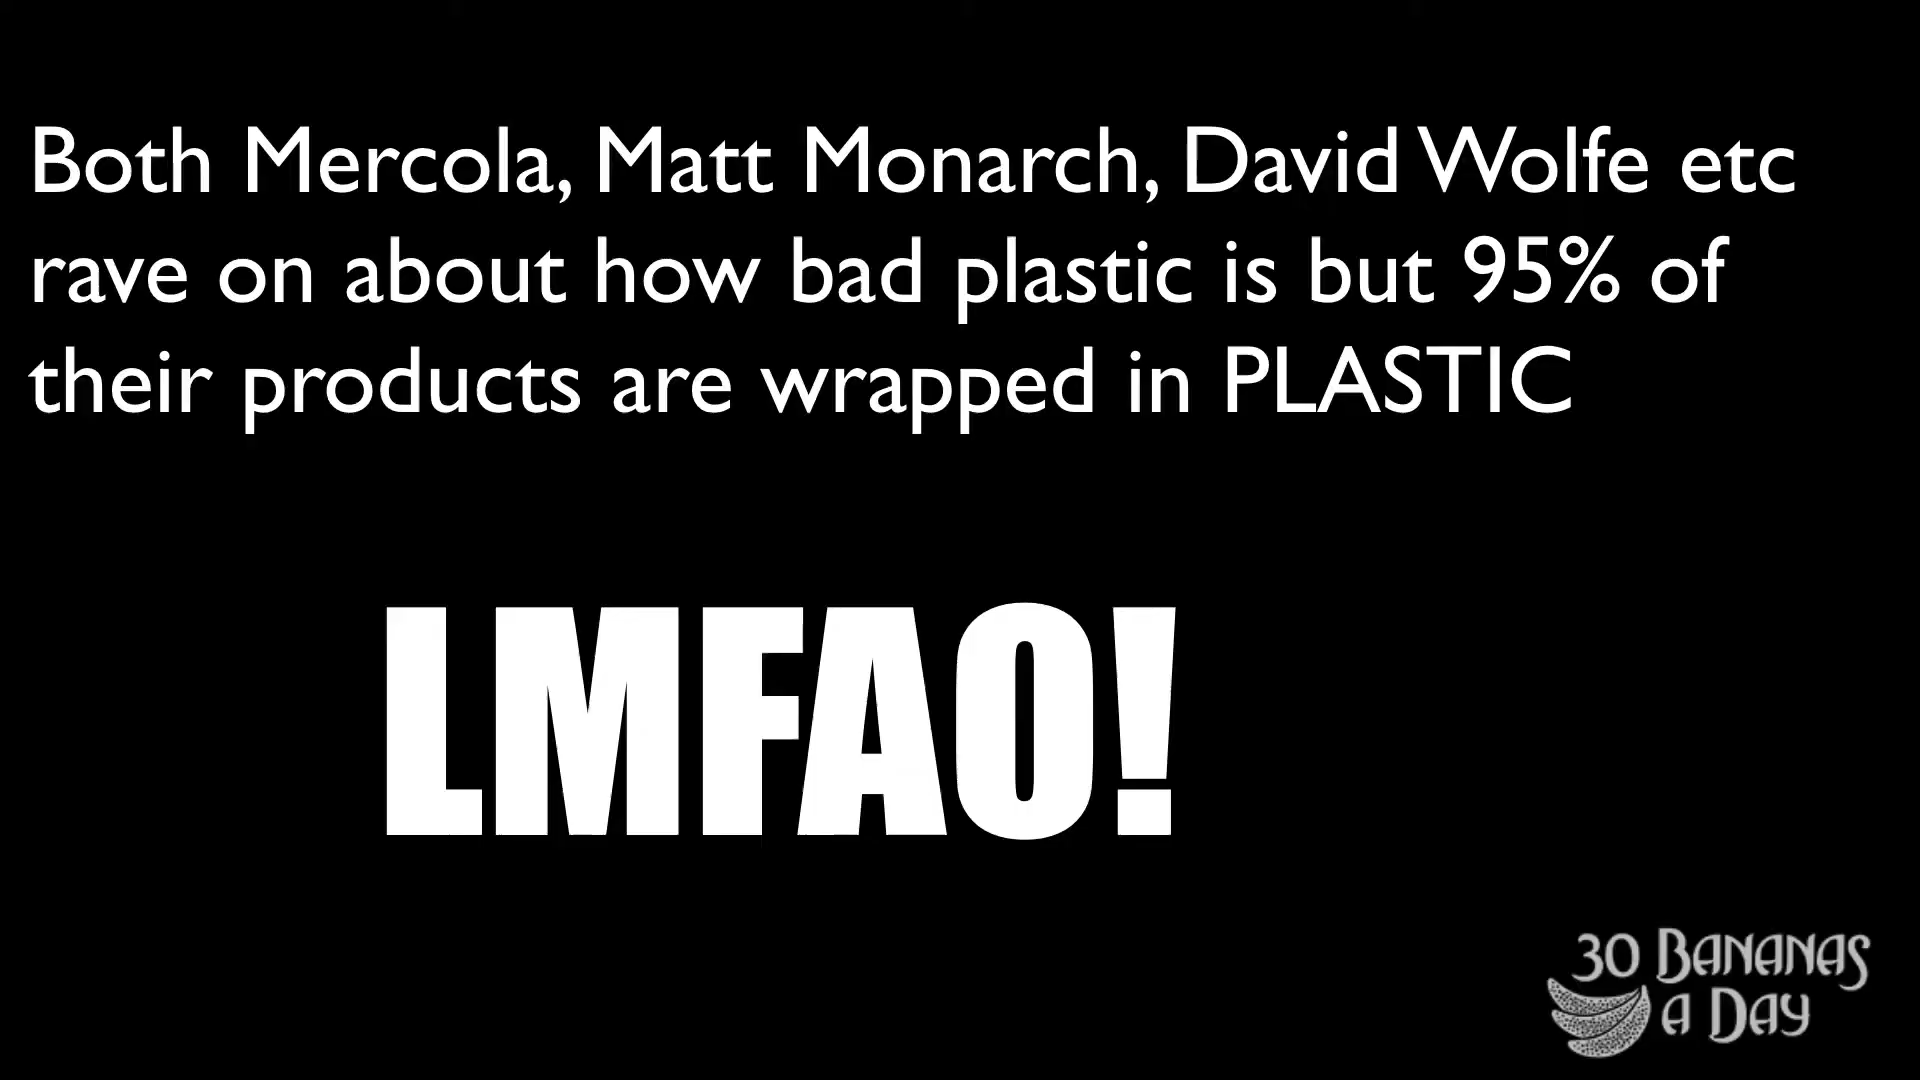 Both Mercola, Matt Monarch, David Wolfe etc
rave on about how bad plastic is but 95% of
their products are wrapped in PLASTIC
LMFAO!
30 BANANAS
A DAY